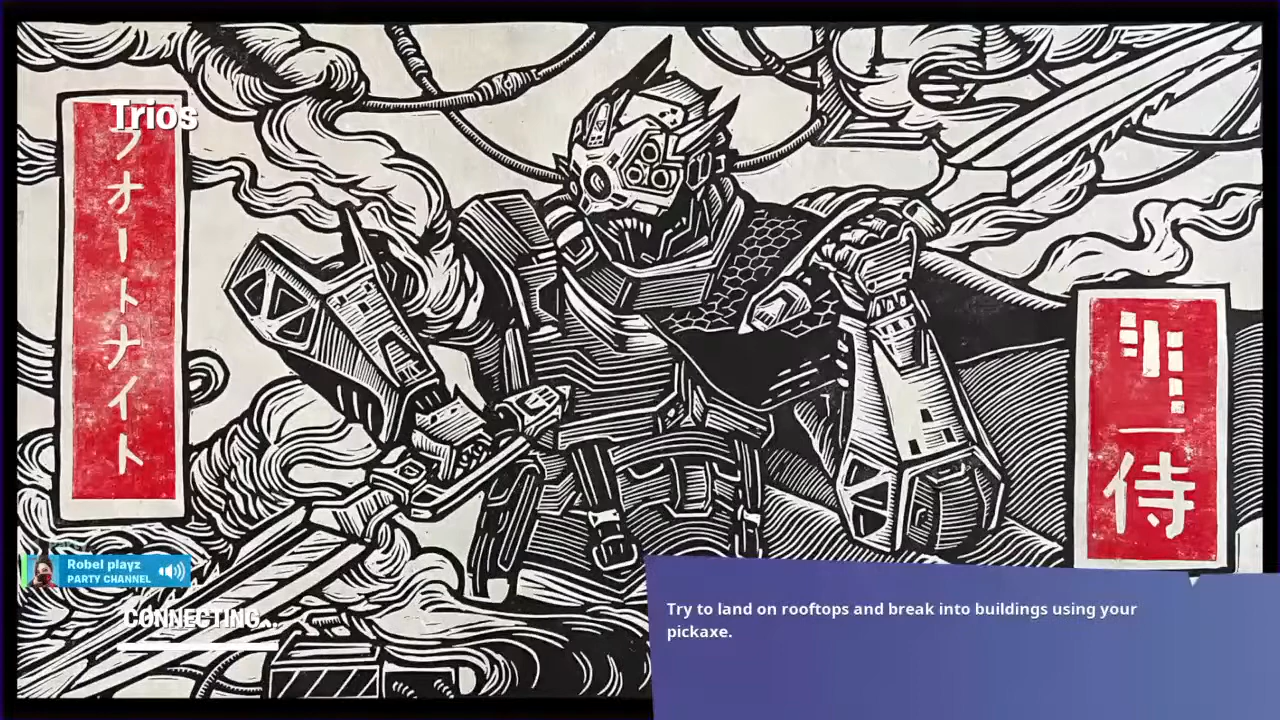 Trios
フォートナイト
侍
Robel playz
PARTY CHANNEL
CONNECTING...
Try to land on rooftops and break into buildings using your
pickaxe.